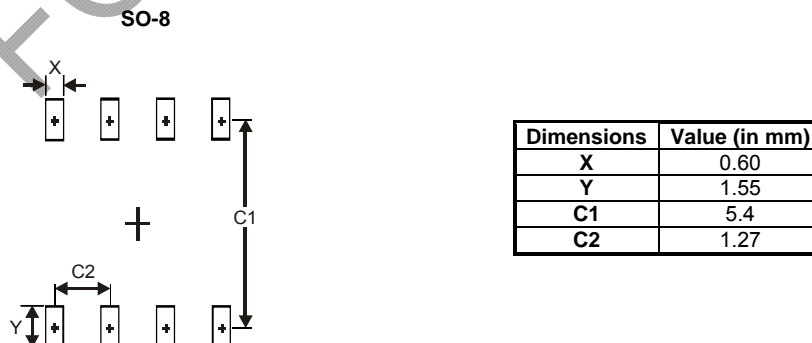 SO-8
X
C1
C2
Y
Dimensions Value (in mm)
X 0.60
Y 1.55
C1 5.4
C2 1.27